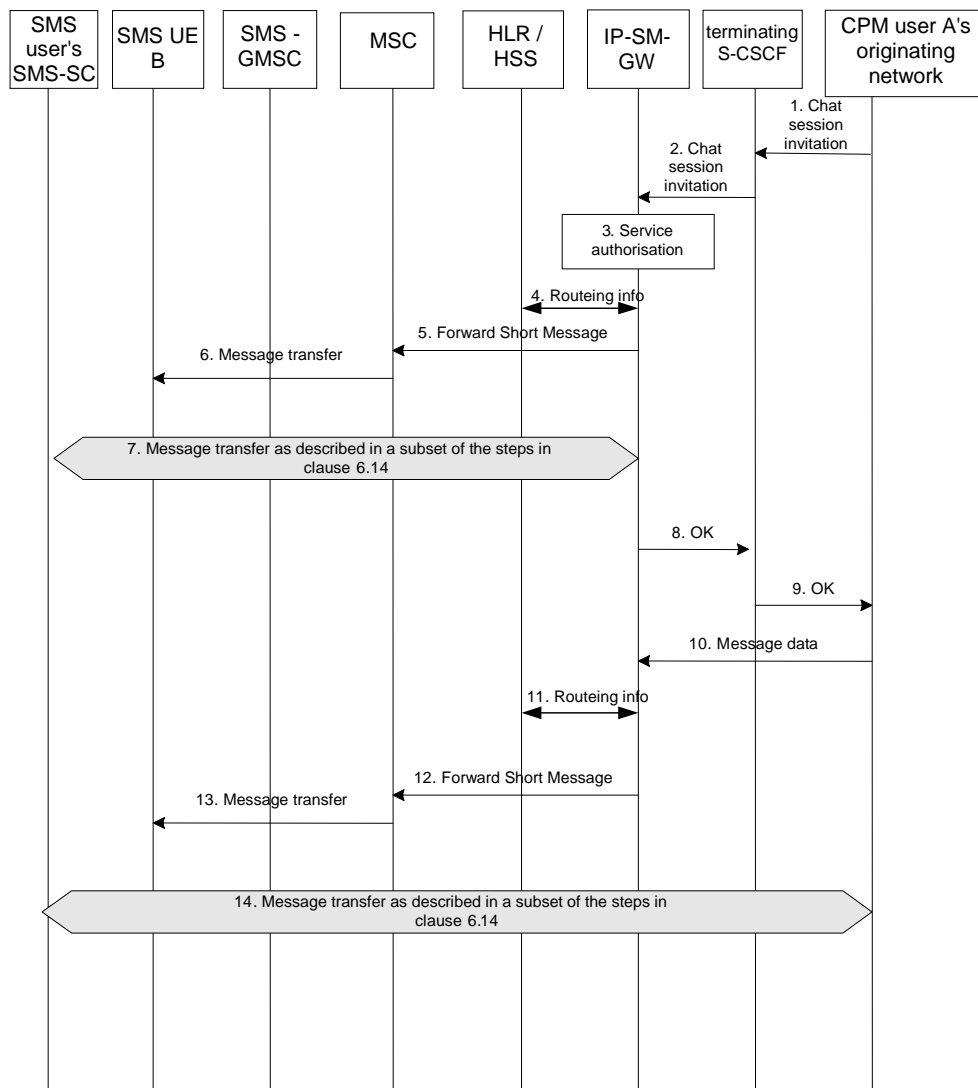 SMS
user's
SMS-SC
SMS UE
B
SMS -
GMSC
MSC
HLR /
HSS
IP-SM-
GW
terminating
S-CSCF
CPM user A's
originating
network
1. Chat
session
invitation
2. Chat
session
invitation
3. Service
authorisation
4. Routeing info
5. Forward Short Message
6. Message transfer
7. Message transfer as described in a subset of the steps in
clause 6.14
8. OK
9. OK
10. Message data
11. Routeing info
12. Forward Short Message
13. Message transfer
14. Message transfer as described in a subset of the steps in
clause 6.14